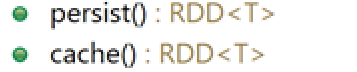 persist() : RDD<T>
cache() : RDD<T>